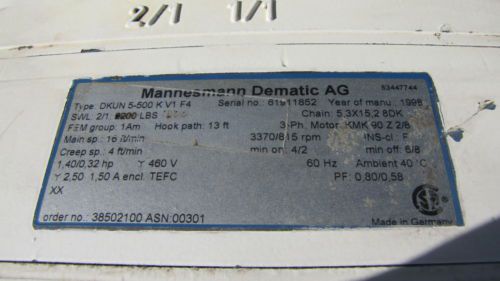 2/1 1/1
Mannesmann Dematic AG
53447744
Type: DKUN 5-500 K V1 F4 Serial no.: 61911852 Year of manu.: 1998
SWL: 2/1, LBS Chain: 5.3X15.2 8DK
FEM group: 1Am Hook path: 13 ft 3-Ph. Motor: KMK 90 Z 2/8
Main sp.: 16 ft/min 3370/815 rpm INS-cl. F
Creep sp.: 4 ft/min min on: 4/2 min off: 6/8
1,40/0,32 hp Y 460 V 60 Hz Ambient 40°C
Y 2,50 1,50 A encl. TEFC PF: 0,80/0,58
XX
order no.: 38502100 ASN:00301
Made in Germany